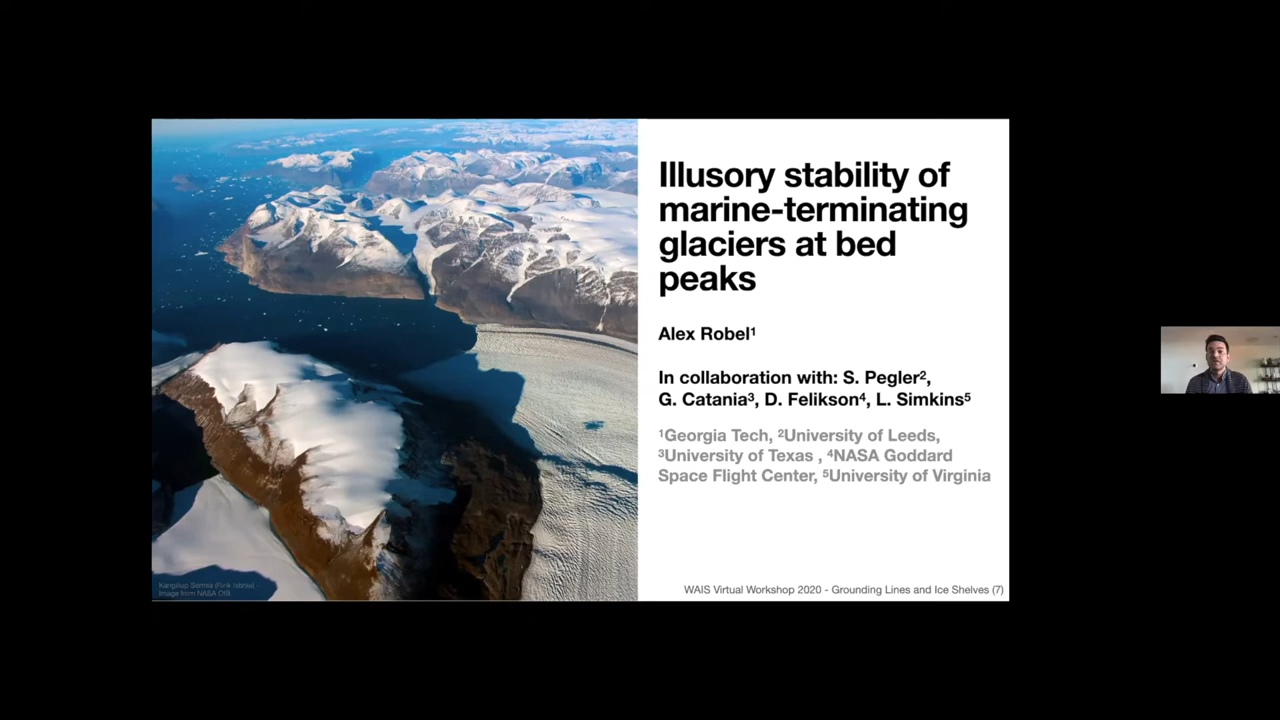 Illusory stability of
marine-terminating
glaciers at bed
peaks
Alex Robel¹
In collaboration with: S. Pegler²,
G. Catania³, D. Felikson⁴, L. Simkins⁵
¹Georgia Tech, ²University of Leeds,
³University of Texas , ⁴NASA Goddard
Space Flight Center, ⁵University of Virginia
Kangilliup Sermia (Rink Isbrae) -
Image from NASA OIB
WAIS Virtual Workshop 2020 - Grounding Lines and Ice Shelves (7)